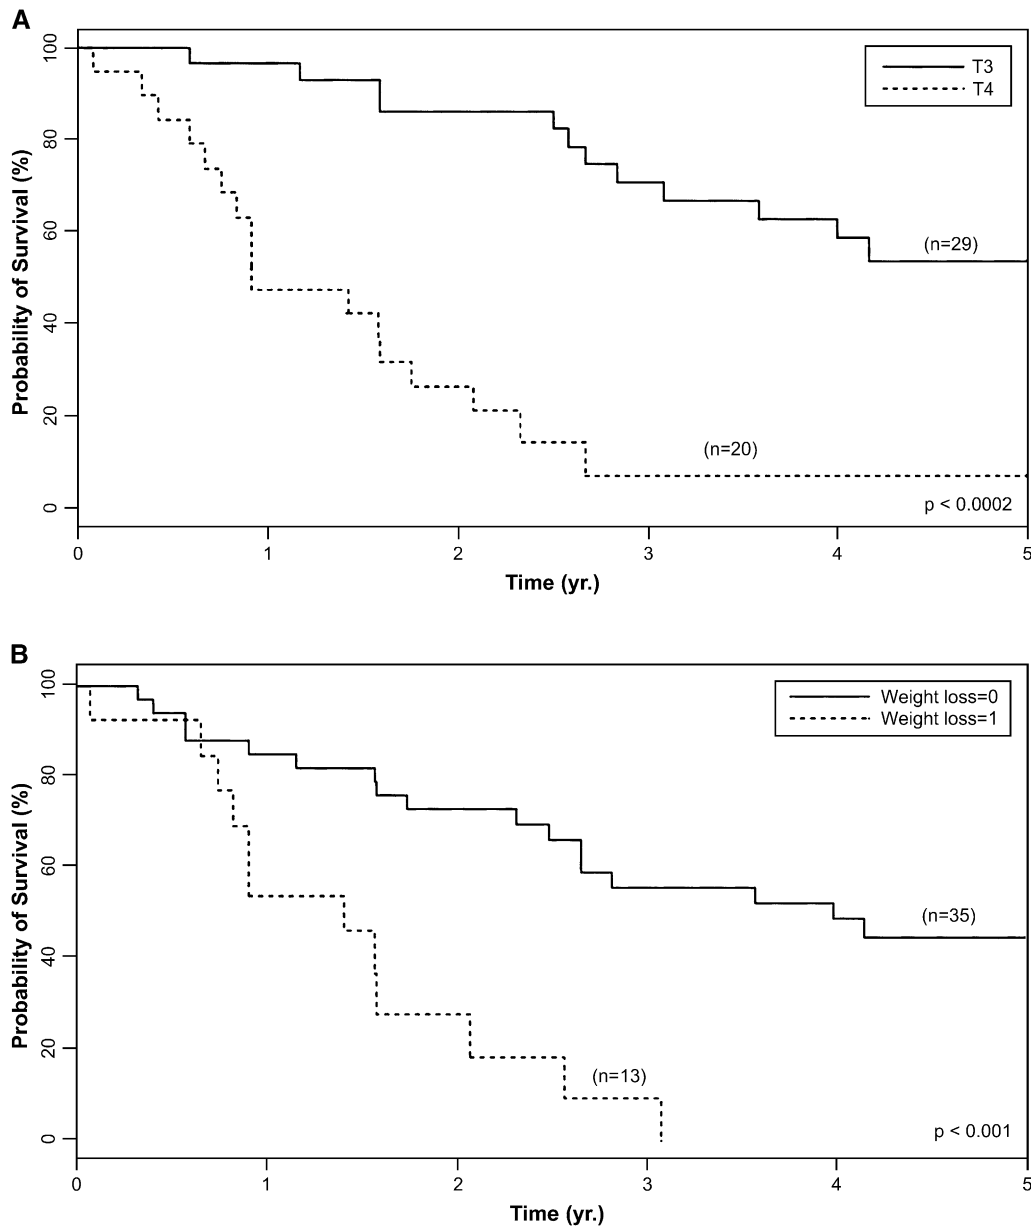 A
T3
T4
100
80
60
40
20
0
Probability of Survival (%)
(n=29)
(n=20)
p < 0.0002
0 1 2 3 4 5
Time (yr.)
B
Weight loss=0
Weight loss=1
100
80
60
40
20
0
Probability of Survival (%)
(n=35)
(n=13)
p < 0.001
0 1 2 3 4 5
Time (yr.)